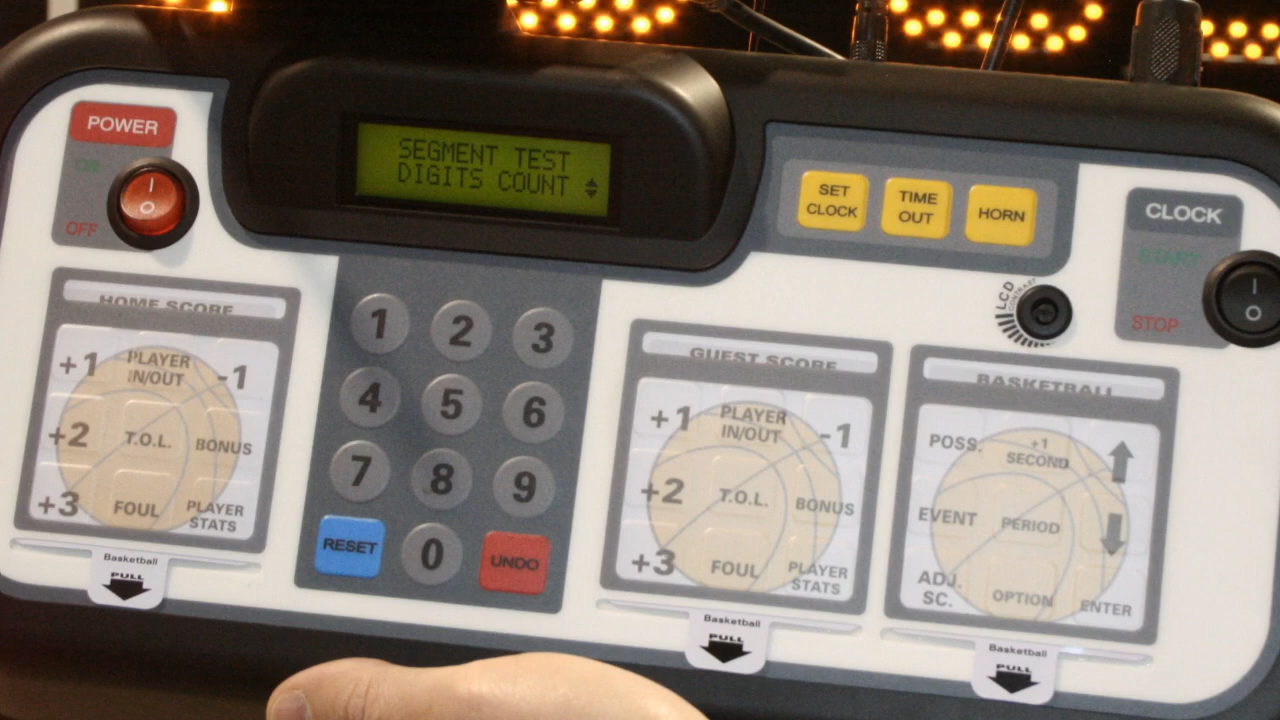 POWER
ON
I
O
OFF
SEGMENT TEST
DIGITS COUNT
SET
CLOCK
TIME
OUT
HORN
CLOCK
START
I
O
STOP
LCD
CONTRAST
HOME SCORE
+1
PLAYER
IN/OUT
-1
+2
T.O.L.
BONUS
+3
FOUL
PLAYER
STATS
Basketball
PULL
1
2
3
4
5
6
7
8
9
RESET
0
UNDO
GUEST SCORE
+1
PLAYER
IN/OUT
-1
+2
T.O.L.
BONUS
+3
FOUL
PLAYER
STATS
Basketball
PULL
BASKETBALL
POSS.
+1
SECOND
EVENT
PERIOD
ADJ.
SC.
OPTION
ENTER
Basketball
PULL